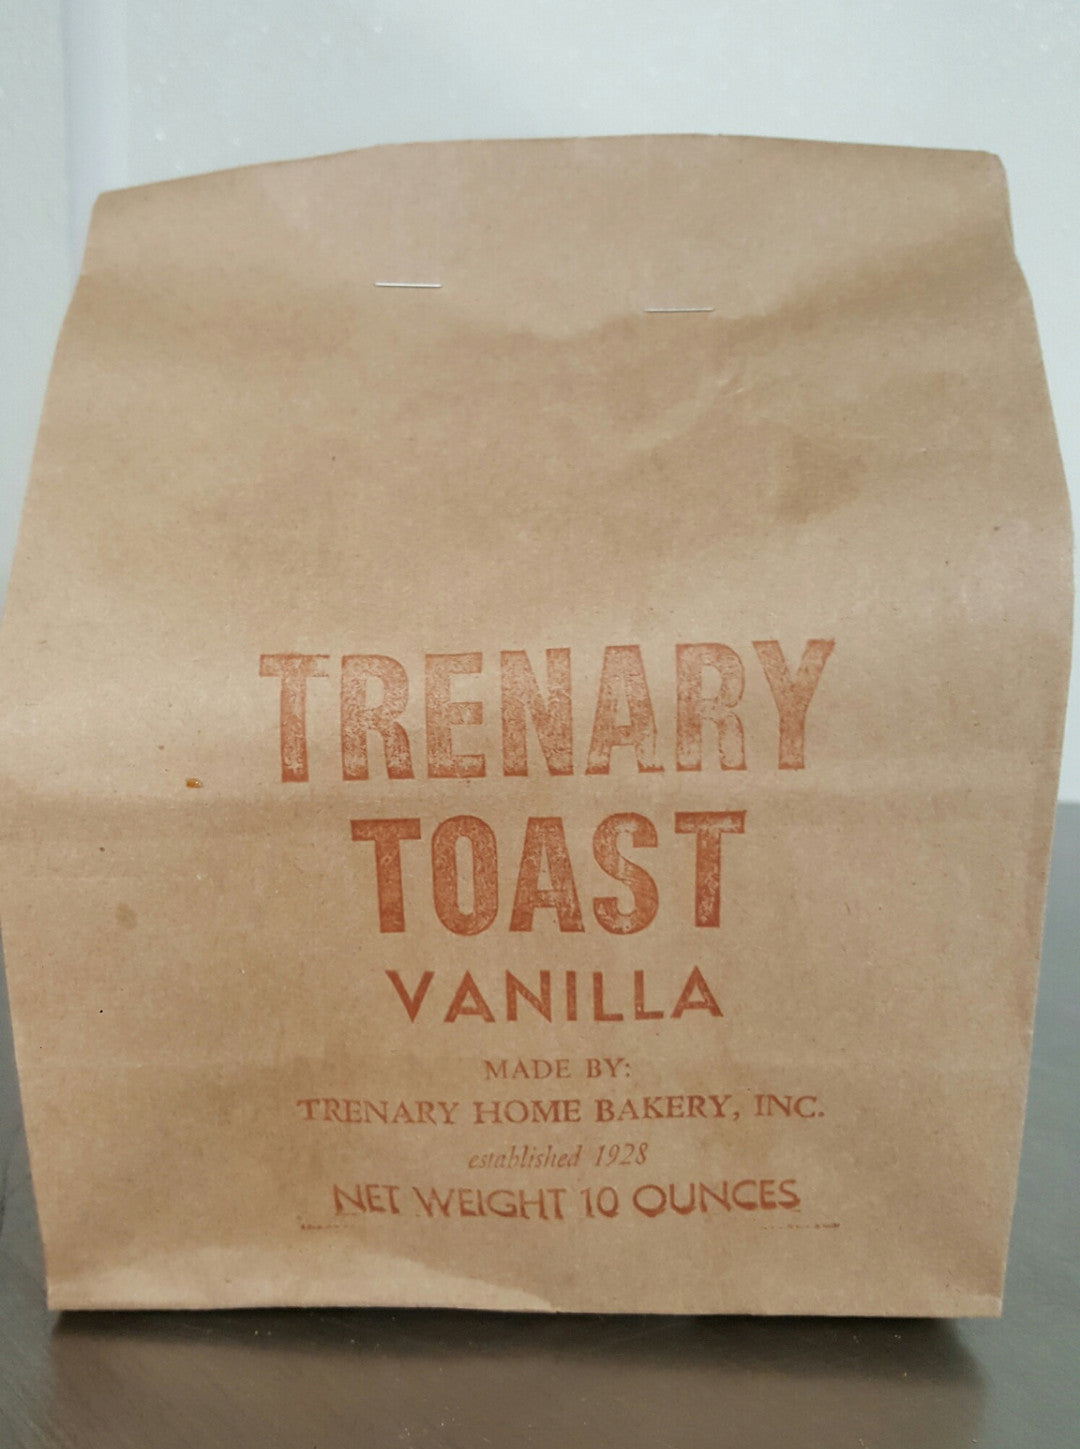 TRENARY
TOAST
VANILLA
MADE BY:
TRENARY HOME BAKERY, INC.
established 1928
NET WEIGHT 10 OUNCES